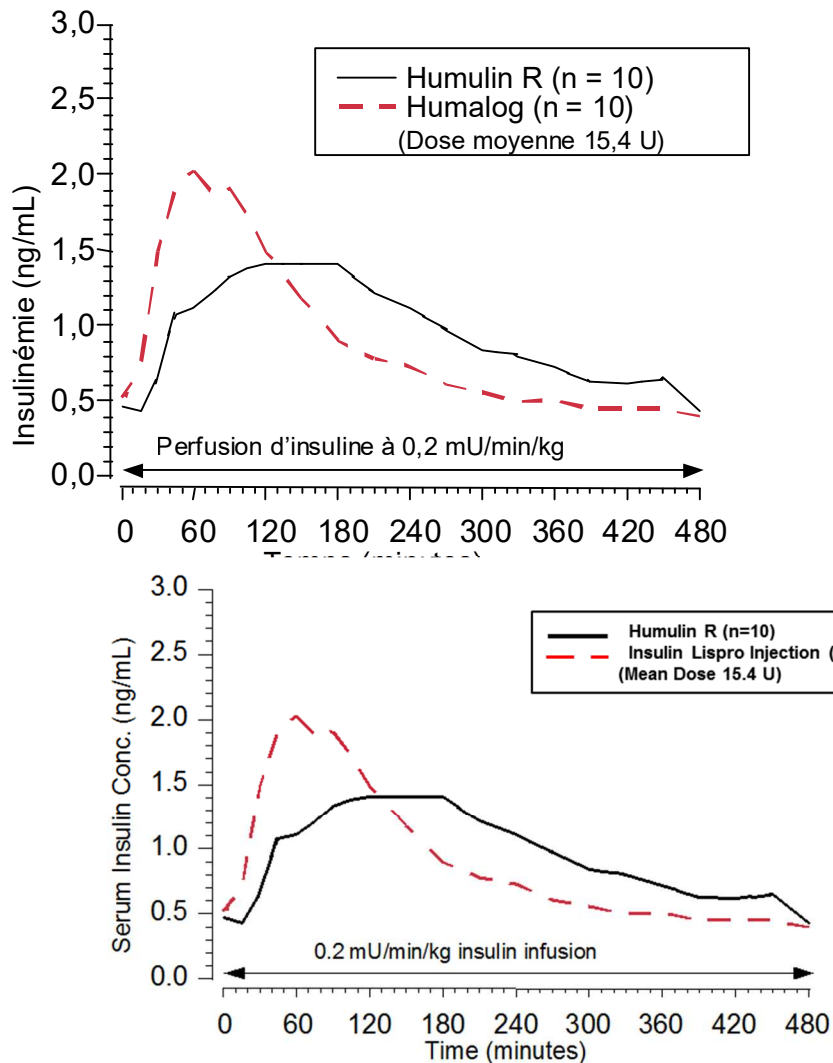 3,0
2,5
2,0
1,5
1,0
0,5
0,0
Insulinémie (ng/mL)
Humulin R (n = 10)
Humalog (n = 10)
(Dose moyenne 15,4 U)
Perfusion d’insuline à 0,2 mU/min/kg
0 60 120 180 240 300 360 420 480
(minutes)
3.0
2.5
2.0
1.5
1.0
0.5
0.0
Serum Insulin Conc. (ng/mL)
Humulin R (n=10)
Insulin Lispro Injection (
(Mean Dose 15.4 U)
0.2 mU/min/kg insulin infusion
0 60 120 180 240 300 360 420 480
Time (minutes)